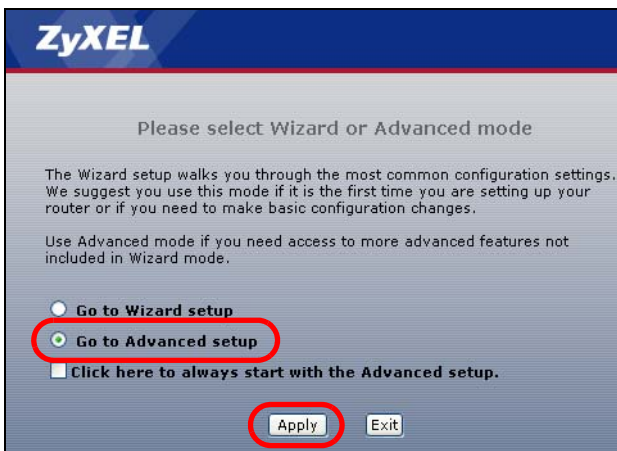 ZyXEL
Please select Wizard or Advanced mode
The Wizard setup walks you through the most common configuration settings.
We suggest you use this mode if it is the first time you are setting up your
router or if you need to make basic configuration changes.
Use Advanced mode if you need access to more advanced features not
included in Wizard mode.
Go to Wizard setup
Go to Advanced setup
Click here to always start with the Advanced setup.
Apply Exit